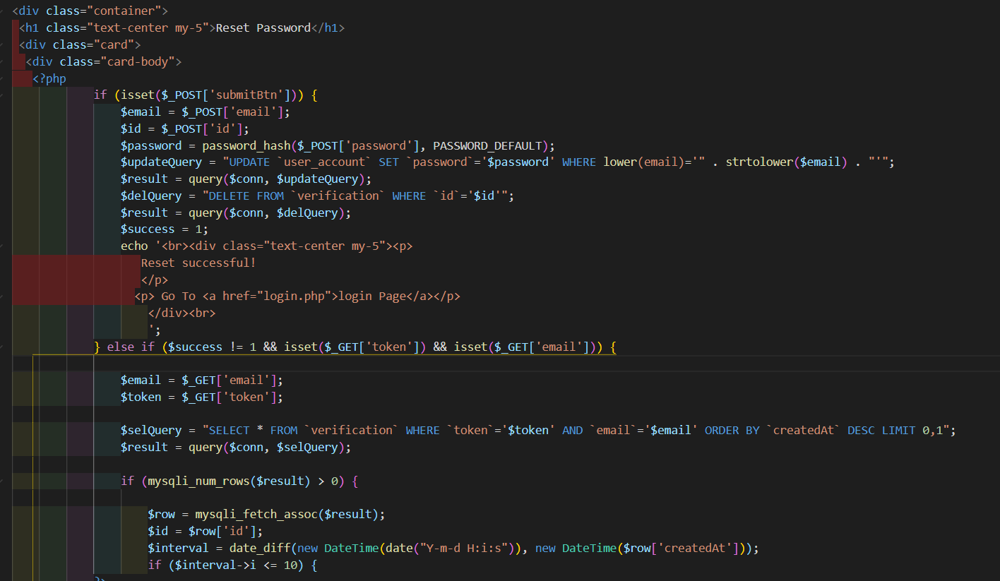 <div class="container">
<h1 class="text-center my-5">Reset Password</h1>
<div class="card">
<div class="card-body">
<?php
if (isset($_POST['submitBtn'])) {
$email = $_POST['email'];
$id = $_POST['id'];
$password = password_hash($_POST['password'], PASSWORD_DEFAULT);
$updateQuery = "UPDATE `user_account` SET `password`='$password' WHERE lower(email)='" . strtolower($email) . "'";
$result = query($conn, $updateQuery);
$delQuery = "DELETE FROM `verification` WHERE `id`='$id'";
$result = query($conn, $delQuery);
$success = 1;
echo '<br><div class="text-center my-5"><p>
Reset successful!
</p>
<p> Go To <a href="login.php">login Page</a></p>
</div><br>
';
} else if ($success != 1 && isset($_GET['token']) && isset($_GET['email'])) {
$email = $_GET['email'];
$token = $_GET['token'];
$selQuery = "SELECT * FROM `verification` WHERE `token`='$token' AND `email`='$email' ORDER BY `createdAt` DESC LIMIT 0,1";
$result = query($conn, $selQuery);
if (mysqli_num_rows($result) > 0) {
$row = mysqli_fetch_assoc($result);
$id = $row['id'];
$interval = date_diff(new DateTime(date("Y-m-d H:i:s")), new DateTime($row['createdAt']));
if ($interval->i <= 10) {